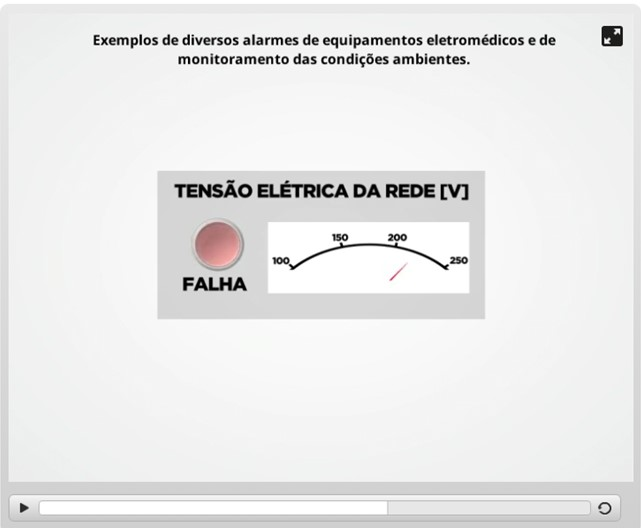 Exemplos de diversos alarmes de equipamentos eletromédicos e de
monitoramento das condições ambientes.
TENSÃO ELÉTRICA DA REDE [V]
100
150
200
250
FALHA